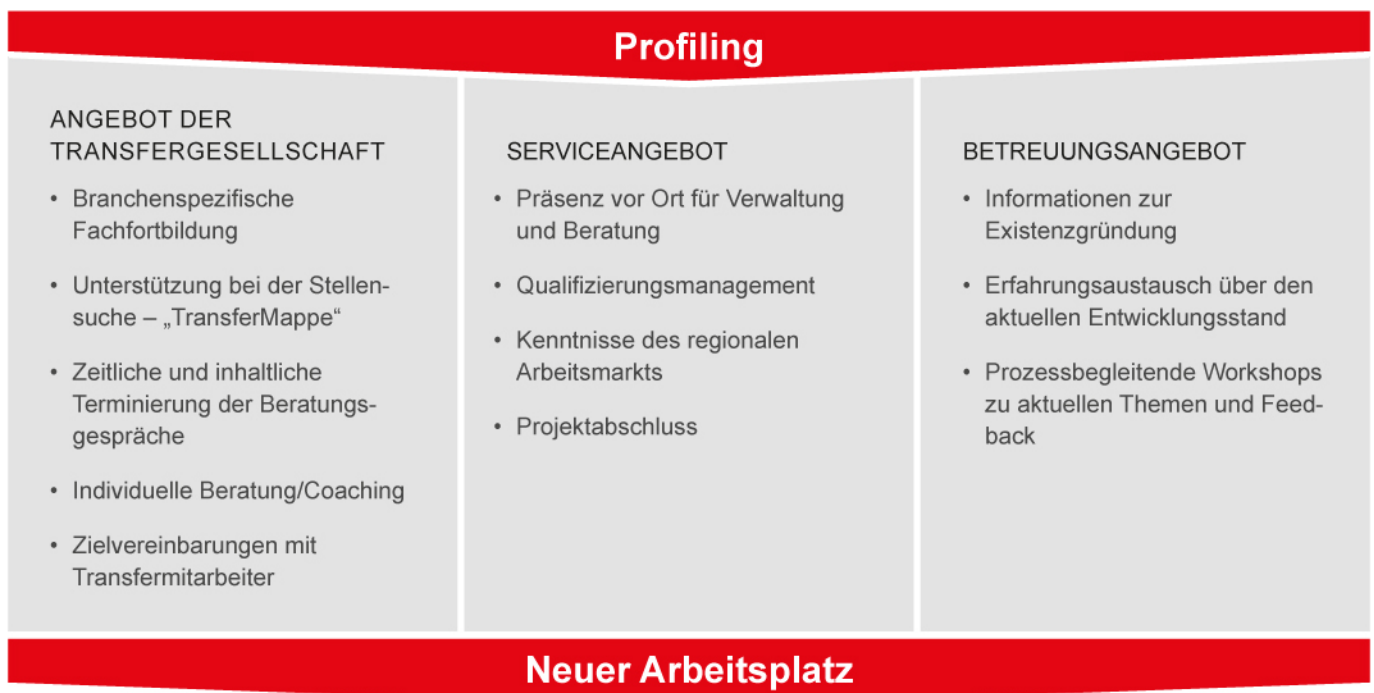 Profiling
ANGEBOT DER
TRANSFERGESELLSCHAFT
• Branchenspezifische
Fachfortbildung
• Unterstützung bei der Stellen-
suche – „TransferMappe“
• Zeitliche und inhaltliche
Terminierung der Beratungs-
gespräche
• Individuelle Beratung/Coaching
• Zielvereinbarungen mit
Transfermitarbeiter
SERVICEANGEBOT
• Präsenz vor Ort für Verwaltung
und Beratung
• Qualifizierungsmanagement
• Kenntnisse des regionalen
Arbeitsmarkts
• Projektabschluss
BETREUUNGSANGEBOT
• Informationen zur
Existenzgründung
• Erfahrungsaustausch über den
aktuellen Entwicklungsstand
• Prozessbegleitende Workshops
zu aktuellen Themen und Feed-
back
Neuer Arbeitsplatz